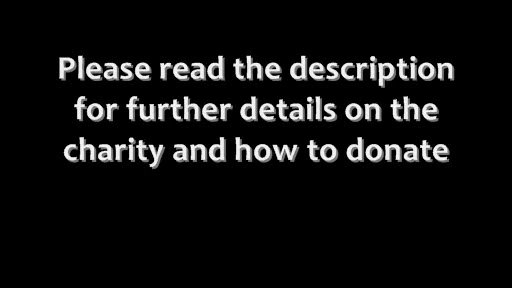 Please read the description
for further details on the
charity and how to donate